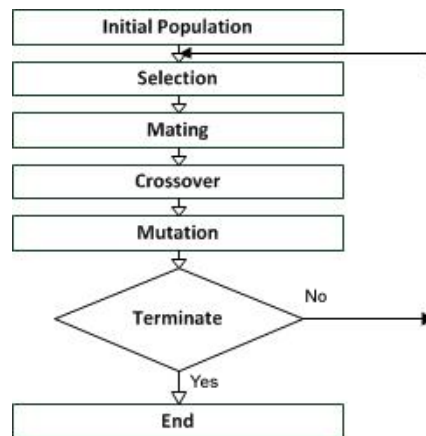 Initial Population
Selection
Mating
Crossover
Mutation
Terminate
No
Yes
End